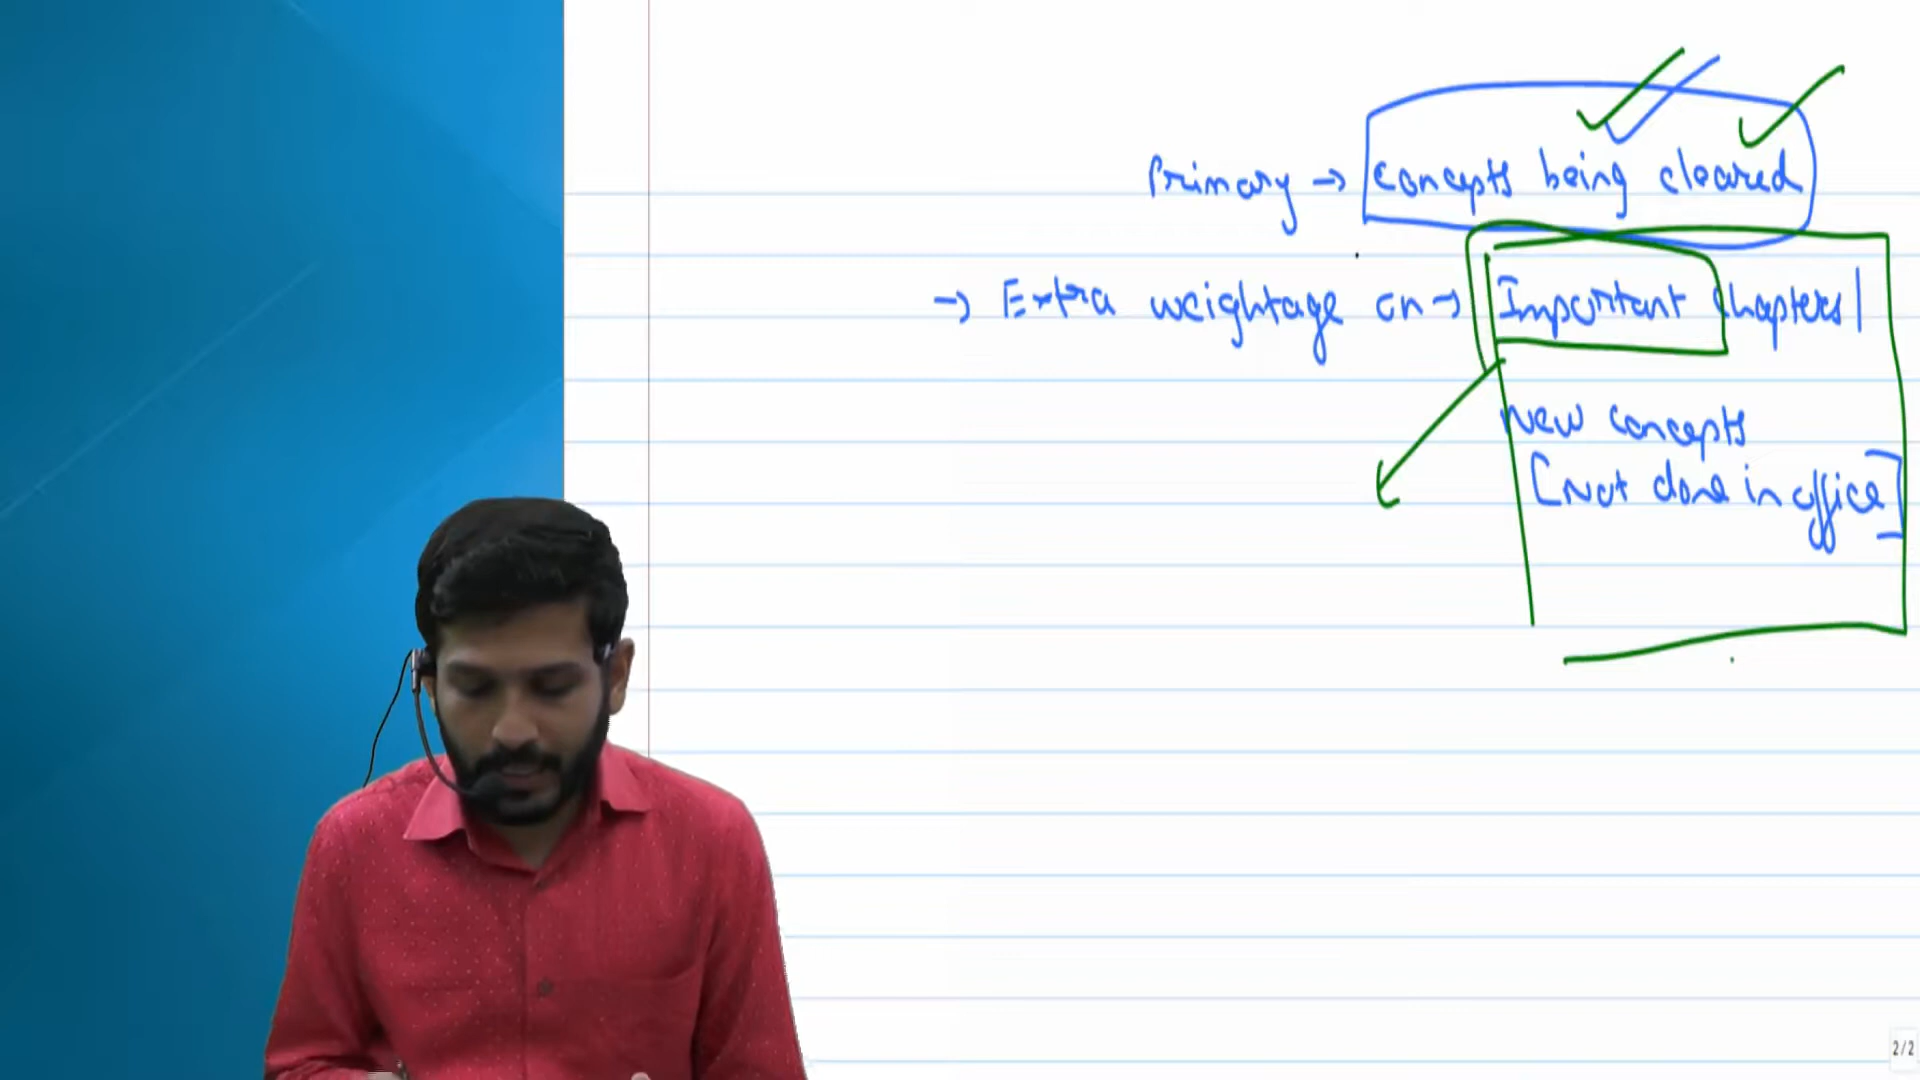 Primary → concepts being cleared
→ Extra weightage on → Important chapters |
New concepts
[Not done in office]
2/2